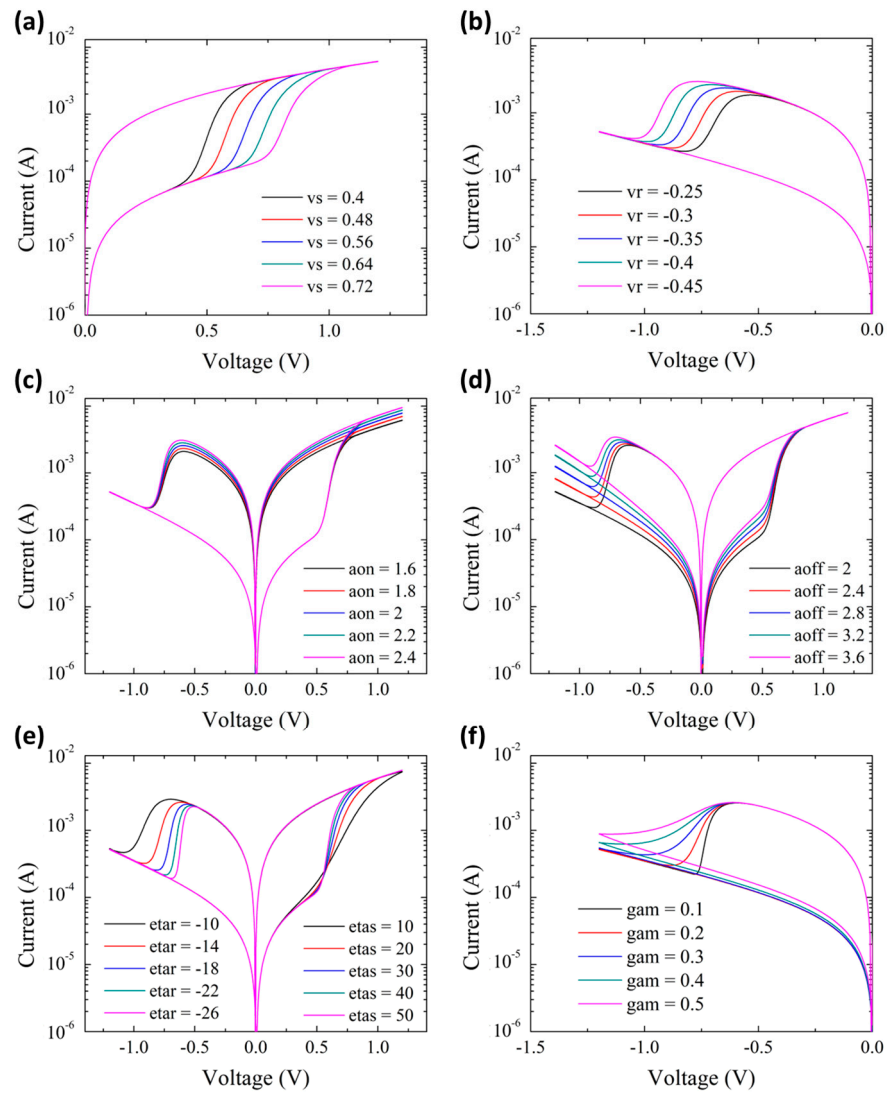 (a)
10^-2
10^-3
10^-4
10^-5
10^-6
Current (A)
vs = 0.4
vs = 0.48
vs = 0.56
vs = 0.64
vs = 0.72
0.0 0.5 1.0
Voltage (V)
(b)
10^-2
10^-3
10^-4
10^-5
10^-6
Current (A)
vr = -0.25
vr = -0.3
vr = -0.35
vr = -0.4
vr = -0.45
-1.5 -1.0 -0.5 0.0
Voltage (V)
(c)
10^-2
10^-3
10^-4
10^-5
10^-6
Current (A)
aon = 1.6
aon = 1.8
aon = 2
aon = 2.2
aon = 2.4
-1.0 -0.5 0.0 0.5 1.0
Voltage (V)
(d)
10^-2
10^-3
10^-4
10^-5
10^-6
Current (A)
aoff = 2
aoff = 2.4
aoff = 2.8
aoff = 3.2
aoff = 3.6
-1.0 -0.5 0.0 0.5 1.0
Voltage (V)
(e)
10^-2
10^-3
10^-4
10^-5
10^-6
Current (A)
etar = -10
etar = -14
etar = -18
etar = -22
etar = -26
etas = 10
etas = 20
etas = 30
etas = 40
etas = 50
-1.0 -0.5 0.0 0.5 1.0
Voltage (V)
(f)
10^-2
10^-3
10^-4
10^-5
10^-6
Current (A)
gam = 0.1
gam = 0.2
gam = 0.3
gam = 0.4
gam = 0.5
-1.5 -1.0 -0.5 0.0
Voltage (V)